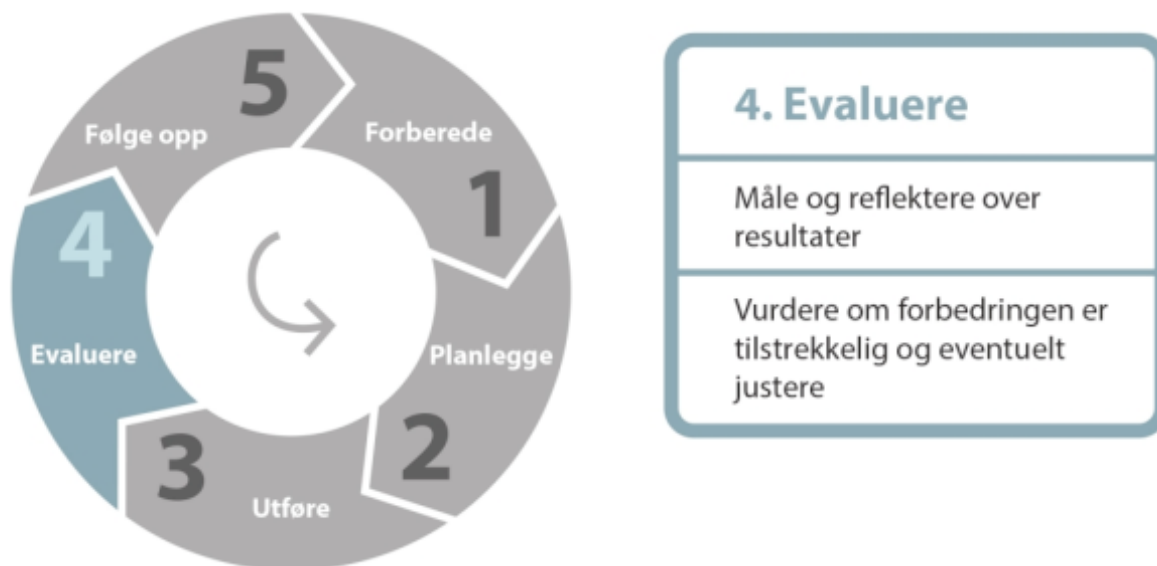 5
Følge opp
Forberede
1
4
Evaluere
Planlegge
3
2
Utføre
4. Evaluere
Måle og reflektere over
resultater
Vurdere om forbedringen er
tilstrekkelig og eventuelt
justere